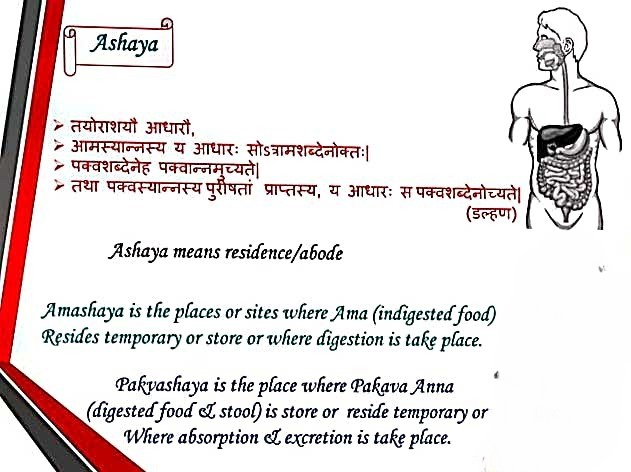 Ashaya
तयोराशयौ आधारौ,
आमस्यान्नस्य य आधारः सोऽत्रामशब्देनोक्तः|
पक्वशब्देनेह पक्वान्नमुच्यते|
तथा पक्वस्यान्नस्य पुरीषतां प्राप्तस्य, य आधारः स पक्वशब्देनोच्यते|
(डल्हण)
Ashaya means residence/abode
Amashaya is the places or sites where Ama (indigested food)
Resides temporary or store or where digestion is take place.
Pakvashaya is the place where Pakava Anna
(digested food & stool) is store or reside temporary or
Where absorption & excretion is take place.